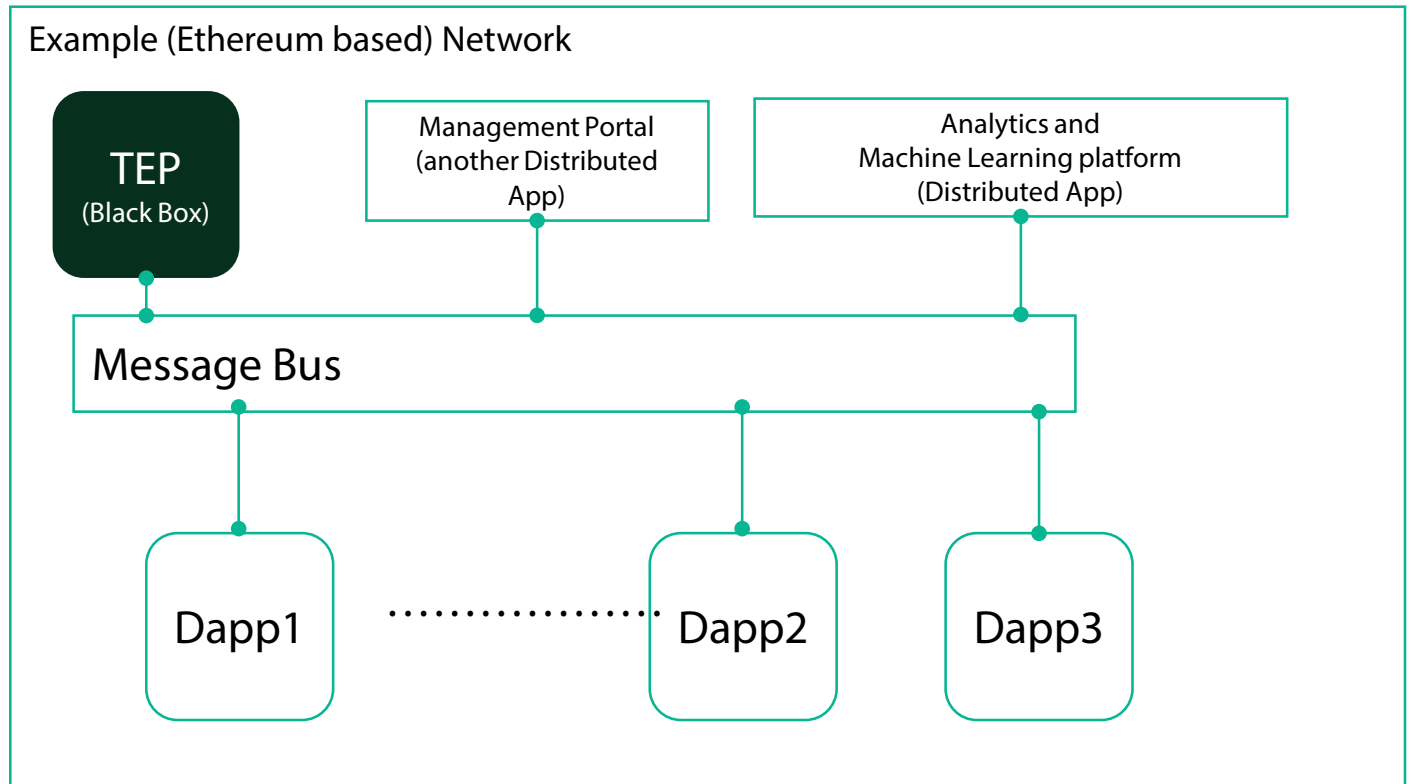 Example (Ethereum based) Network
TEP
(Black Box)
Management Portal
(another Distributed
App)
Analytics and
Machine Learning platform
(Distributed App)
Message Bus
Dapp1
....................
Dapp2
Dapp3